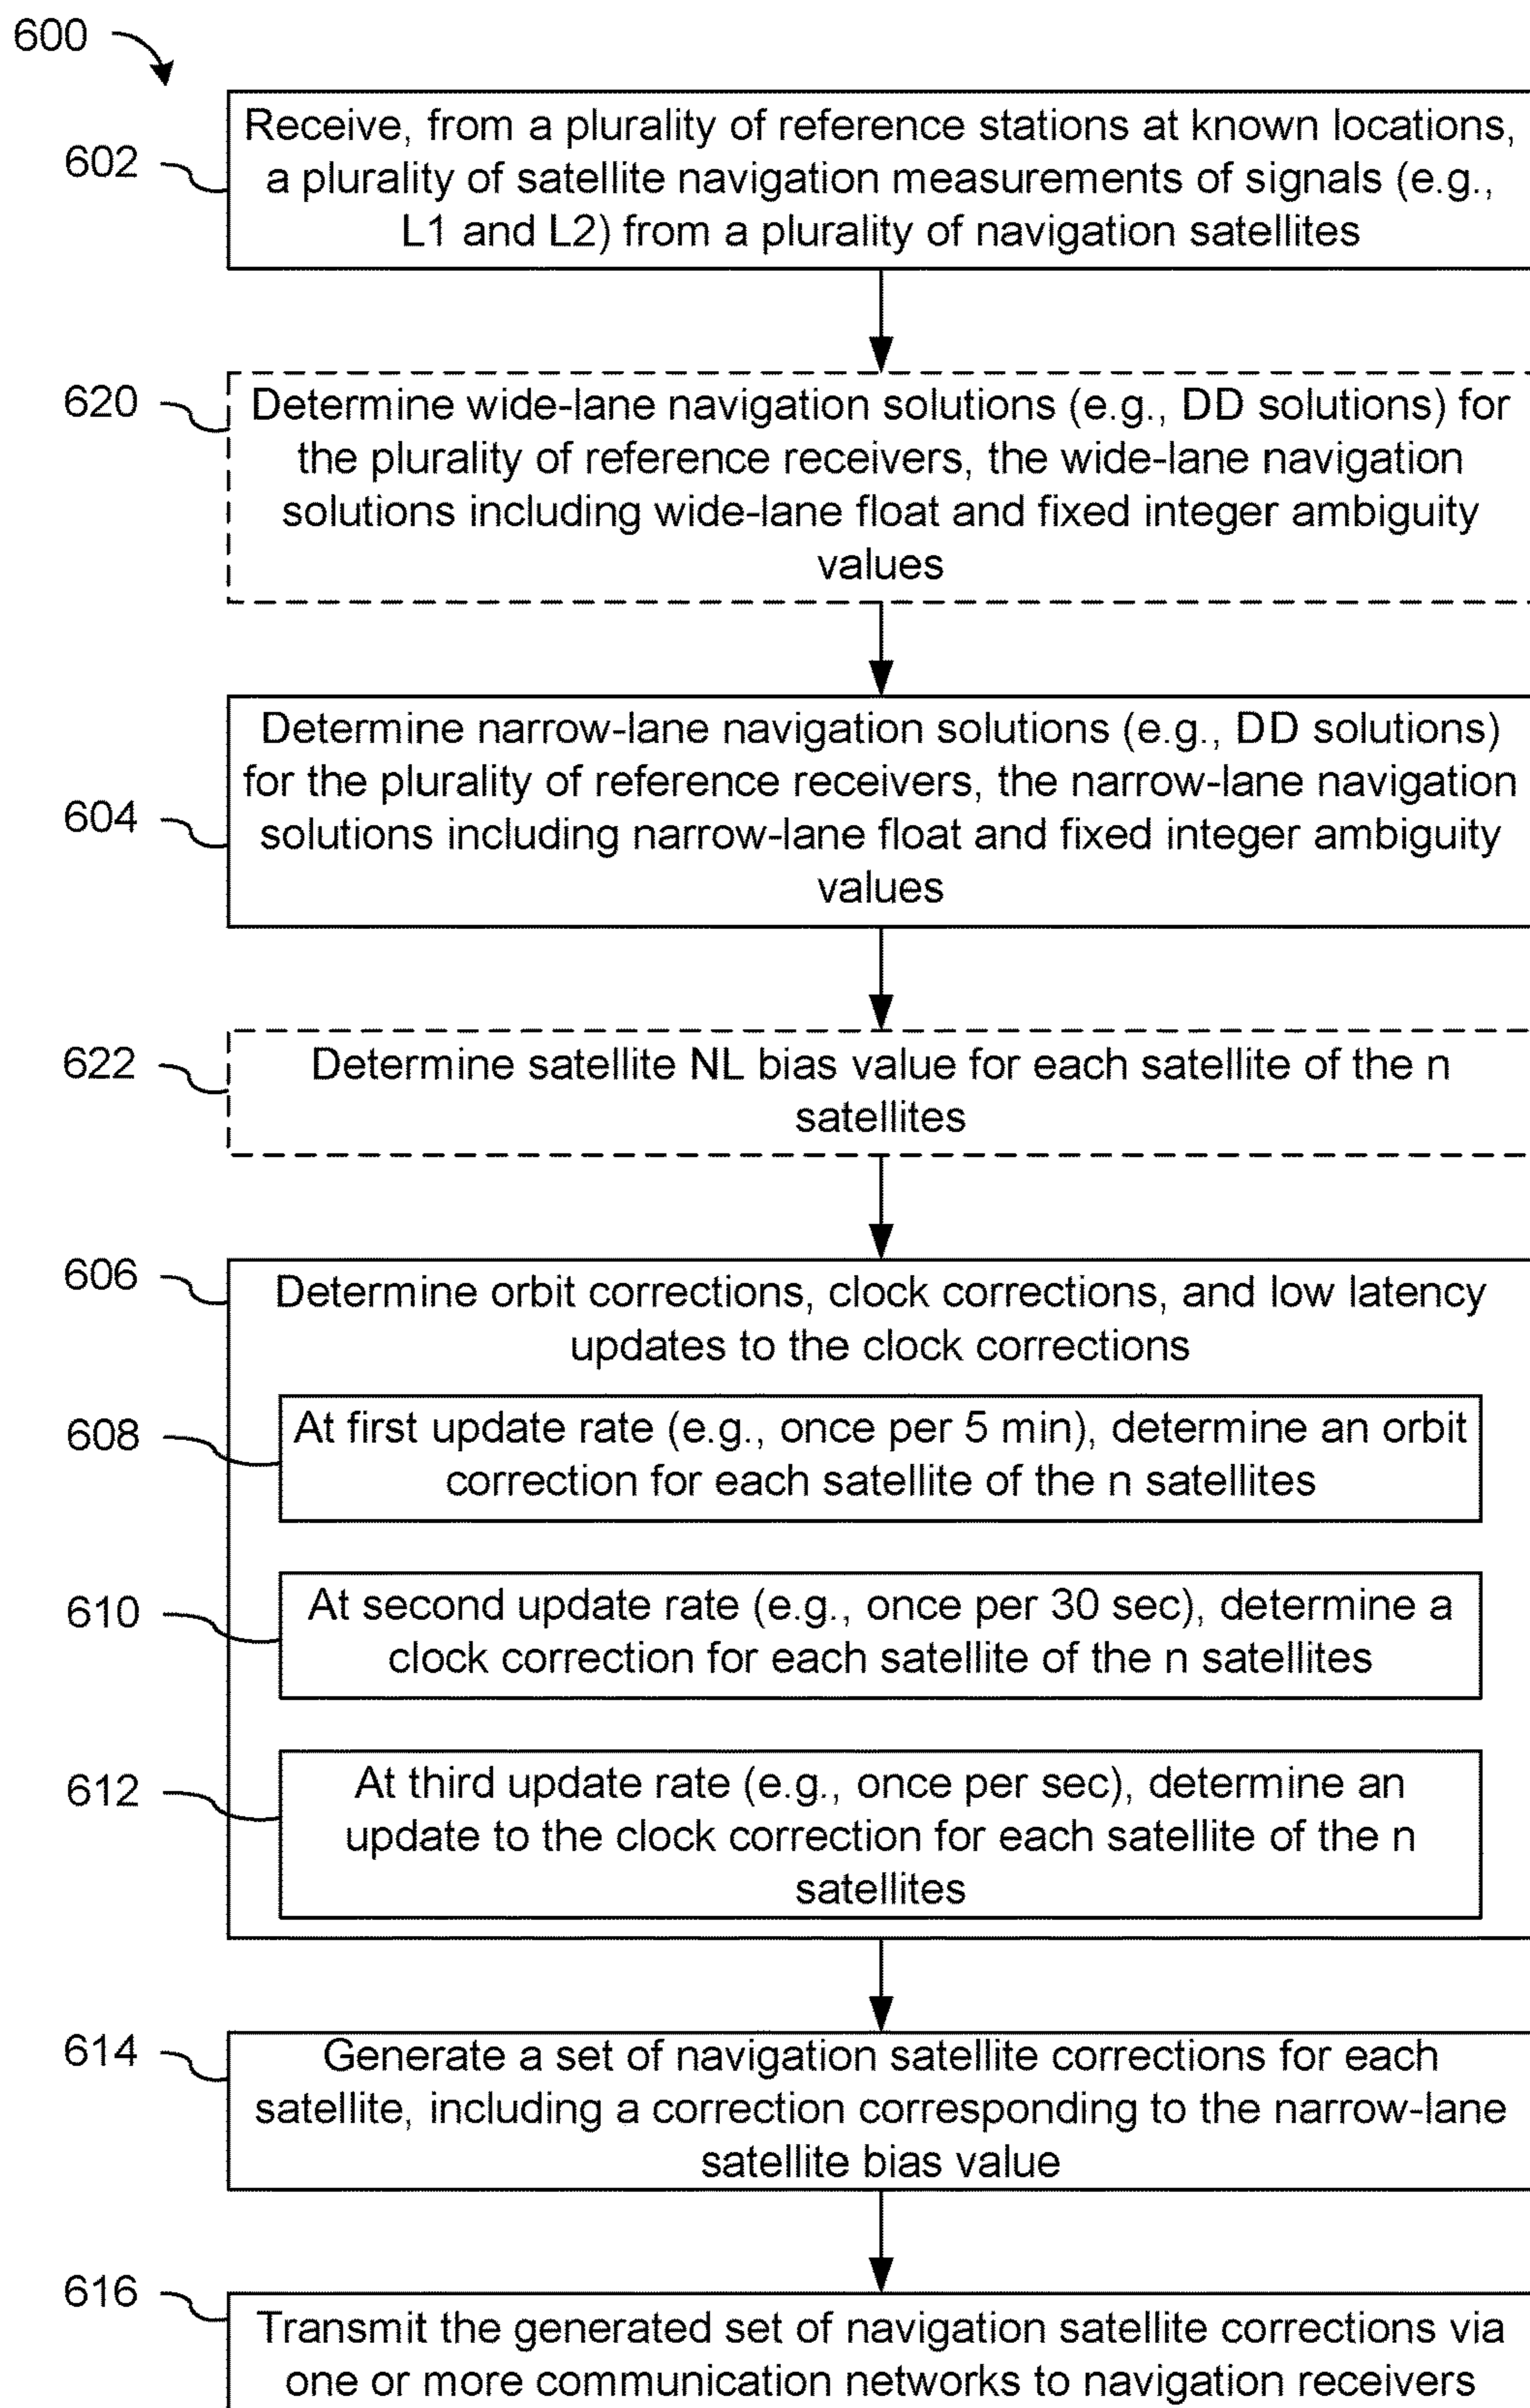 600
602
Receive, from a plurality of reference stations at known locations,
a plurality of satellite navigation measurements of signals (e.g.,
L1 and L2) from a plurality of navigation satellites
620
Determine wide-lane navigation solutions (e.g., DD solutions) for
the plurality of reference receivers, the wide-lane navigation
solutions including wide-lane float and fixed integer ambiguity
values
604
Determine narrow-lane navigation solutions (e.g., DD solutions)
for the plurality of reference receivers, the narrow-lane navigation
solutions including narrow-lane float and fixed integer ambiguity
values
622
Determine satellite NL bias value for each satellite of the n
satellites
606
Determine orbit corrections, clock corrections, and low latency
updates to the clock corrections
608
At first update rate (e.g., once per 5 min), determine an orbit
correction for each satellite of the n satellites
610
At second update rate (e.g., once per 30 sec), determine a
clock correction for each satellite of the n satellites
612
At third update rate (e.g., once per sec), determine an
update to the clock correction for each satellite of the n
satellites
614
Generate a set of navigation satellite corrections for each
satellite, including a correction corresponding to the narrow-lane
satellite bias value
616
Transmit the generated set of navigation satellite corrections via
one or more communication networks to navigation receivers